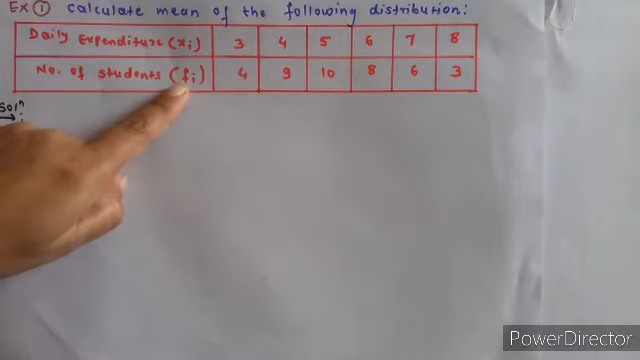 Ex ① calculate mean of the following distribution:
Daily Expenditure (xi) 3 4 5 6 7 8
No. of students (fi) 4 9 10 8 6 3
Solⁿ:
PowerDirector